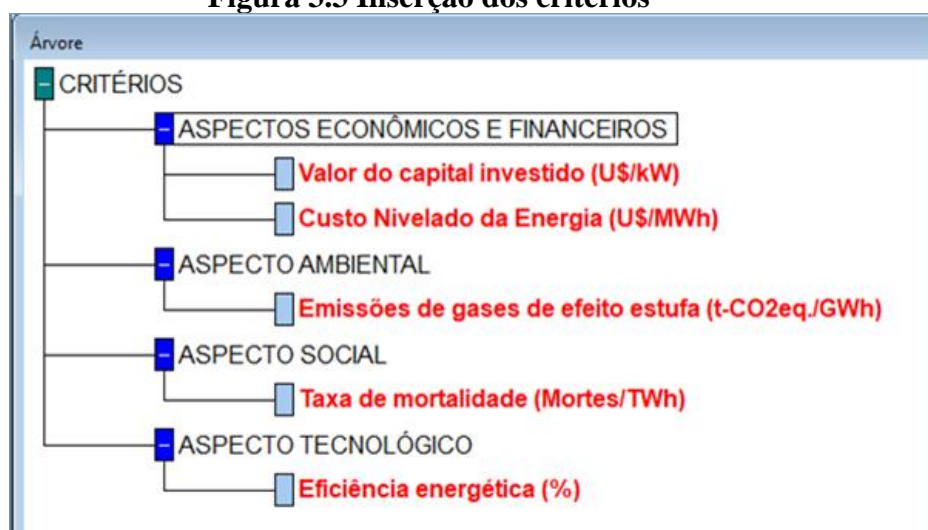 Figura 5.5 Inserção dos critérios
Árvore
CRITÉRIOS
ASPECTOS ECONÔMICOS E FINANCEIROS
Valor do capital investido (U$/kW)
Custo Nivelado da Energia (U$/MWh)
ASPECTO AMBIENTAL
Emissões de gases de efeito estufa (t-CO2eq./GWh)
ASPECTO SOCIAL
Taxa de mortalidade (Mortes/TWh)
ASPECTO TECNOLÓGICO
Eficiência energética (%)